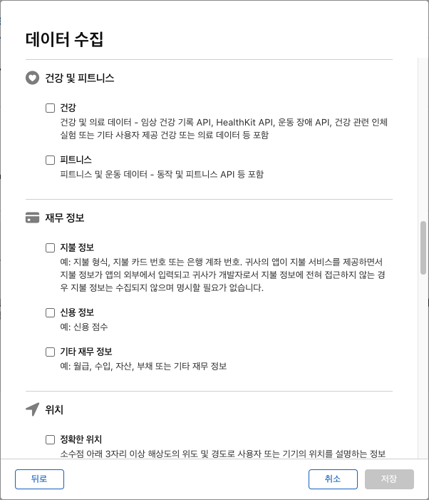 데이터 수집
건강 및 피트니스
건강
건강 및 의료 데이터 - 임상 건강 기록 API, HealthKit API, 운동 장애 API, 건강 관련 인체
실험 또는 기타 사용자 제공 건강 또는 의료 데이터 등 포함
피트니스
피트니스 및 운동 데이터 - 동작 및 피트니스 API 등 포함
재무 정보
지불 정보
예: 지불 형식, 지불 카드 번호 또는 은행 계좌 번호. 귀사의 앱이 지불 서비스를 제공하면서
지불 정보가 앱의 외부에서 입력되고 귀사가 개발자로서 지불 정보에 전혀 접근하지 않는 경
우 지불 정보는 수집되지 않으며 명시할 필요가 없습니다.
신용 정보
예: 신용 점수
기타 재무 정보
예: 월급, 수입, 자산, 부채 또는 기타 재무 정보
위치
정확한 위치
소수점 아래 3자리 이상 해상도의 위도 및 경도로 사용자 또는 기기의 위치를 설명하는 정보
뒤로
취소
저장